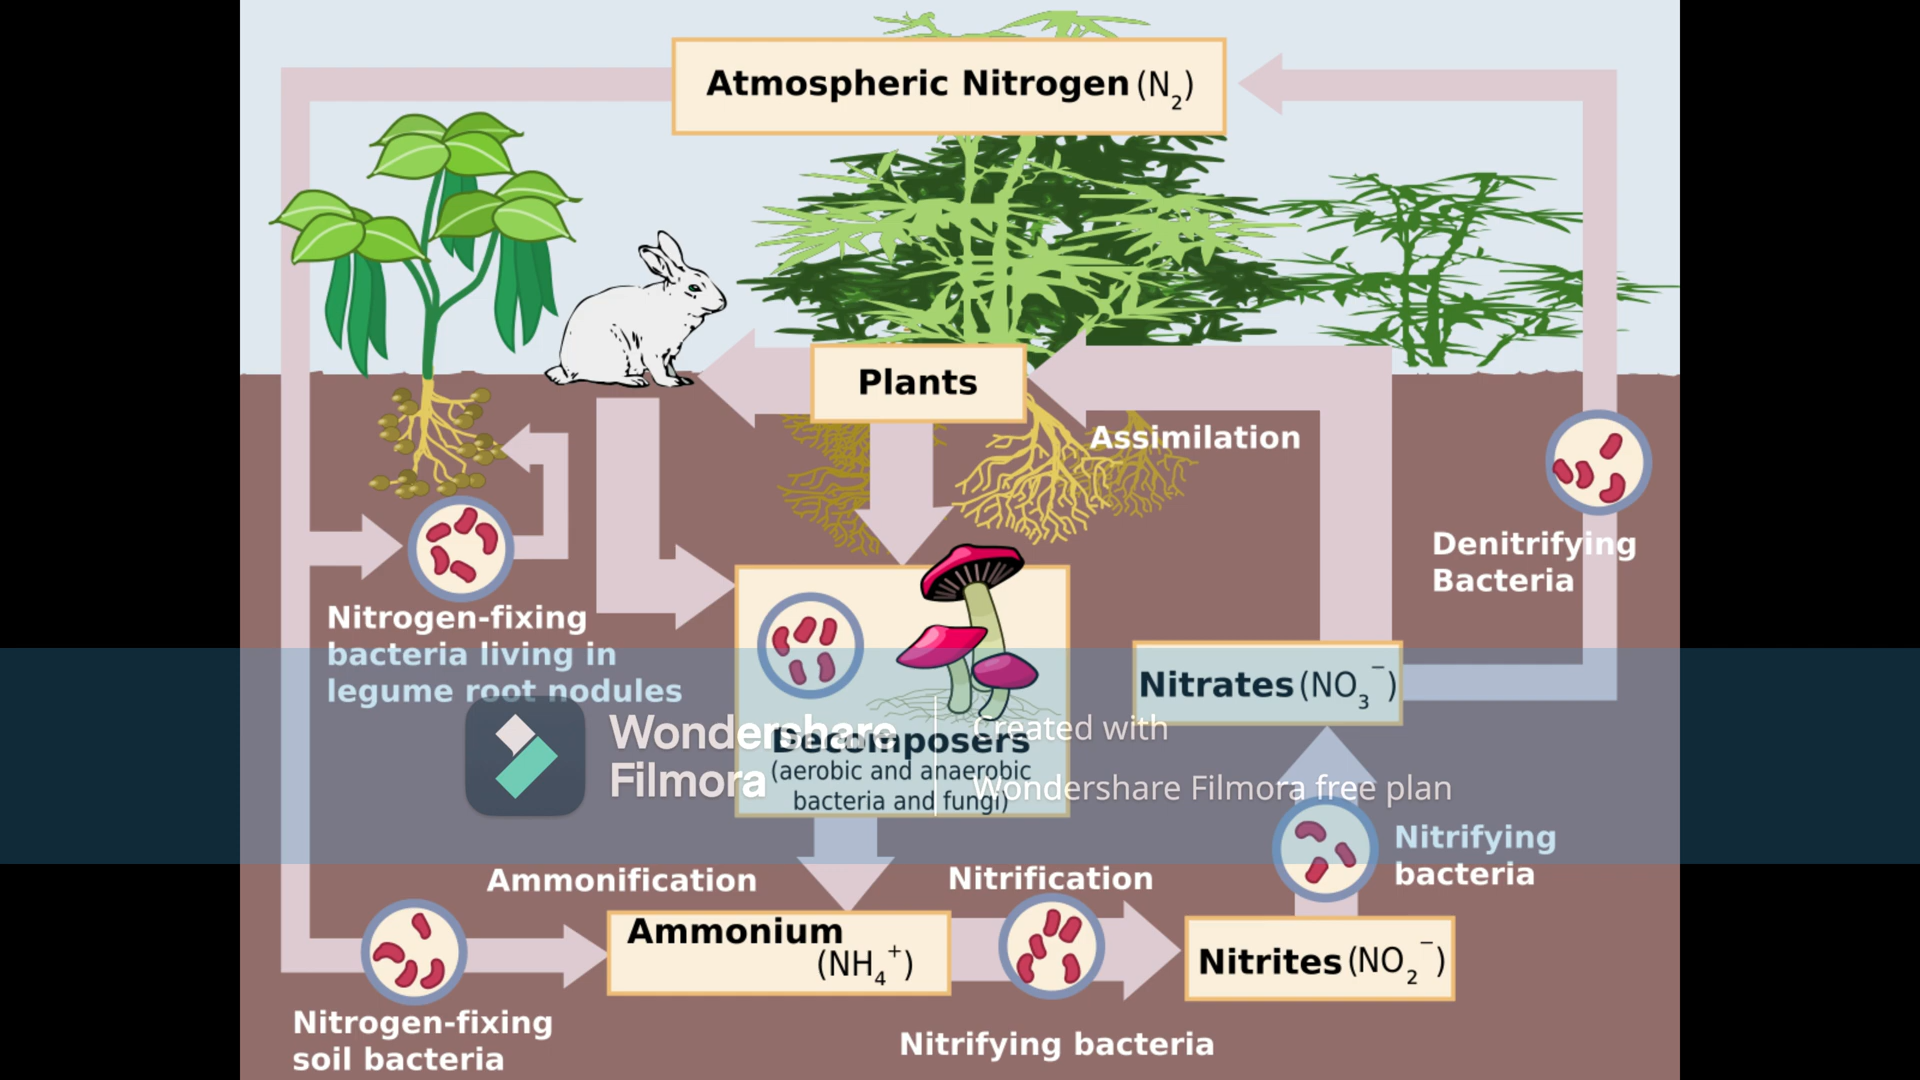 Atmospheric Nitrogen (N₂)
Plants
Assimilation
Denitrifying
Bacteria
Nitrogen-fixing
bacteria living in
legume root nodules
Nitrates (NO₃⁻)
Wondershare
Filmora
Created with
Wondershare Filmora free plan
Decomposers
(aerobic and anaerobic
bacteria and fungi)
Nitrifying
bacteria
Ammonification
Nitrification
Ammonium
(NH₄⁺)
Nitrites (NO₂⁻)
Nitrogen-fixing
soil bacteria
Nitrifying bacteria